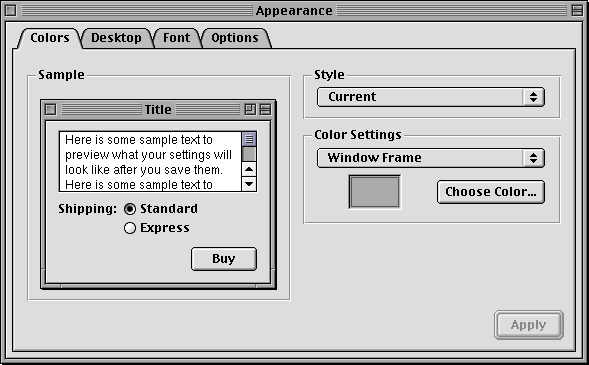 Appearance
Colors Desktop Font Options
Sample
Title
Here is some sample text to
preview what your settings will
look like after you save them.
Here is some sample text to
Shipping: Standard
Express
Buy
Style
Current
Color Settings
Window Frame
Choose Color...
Apply